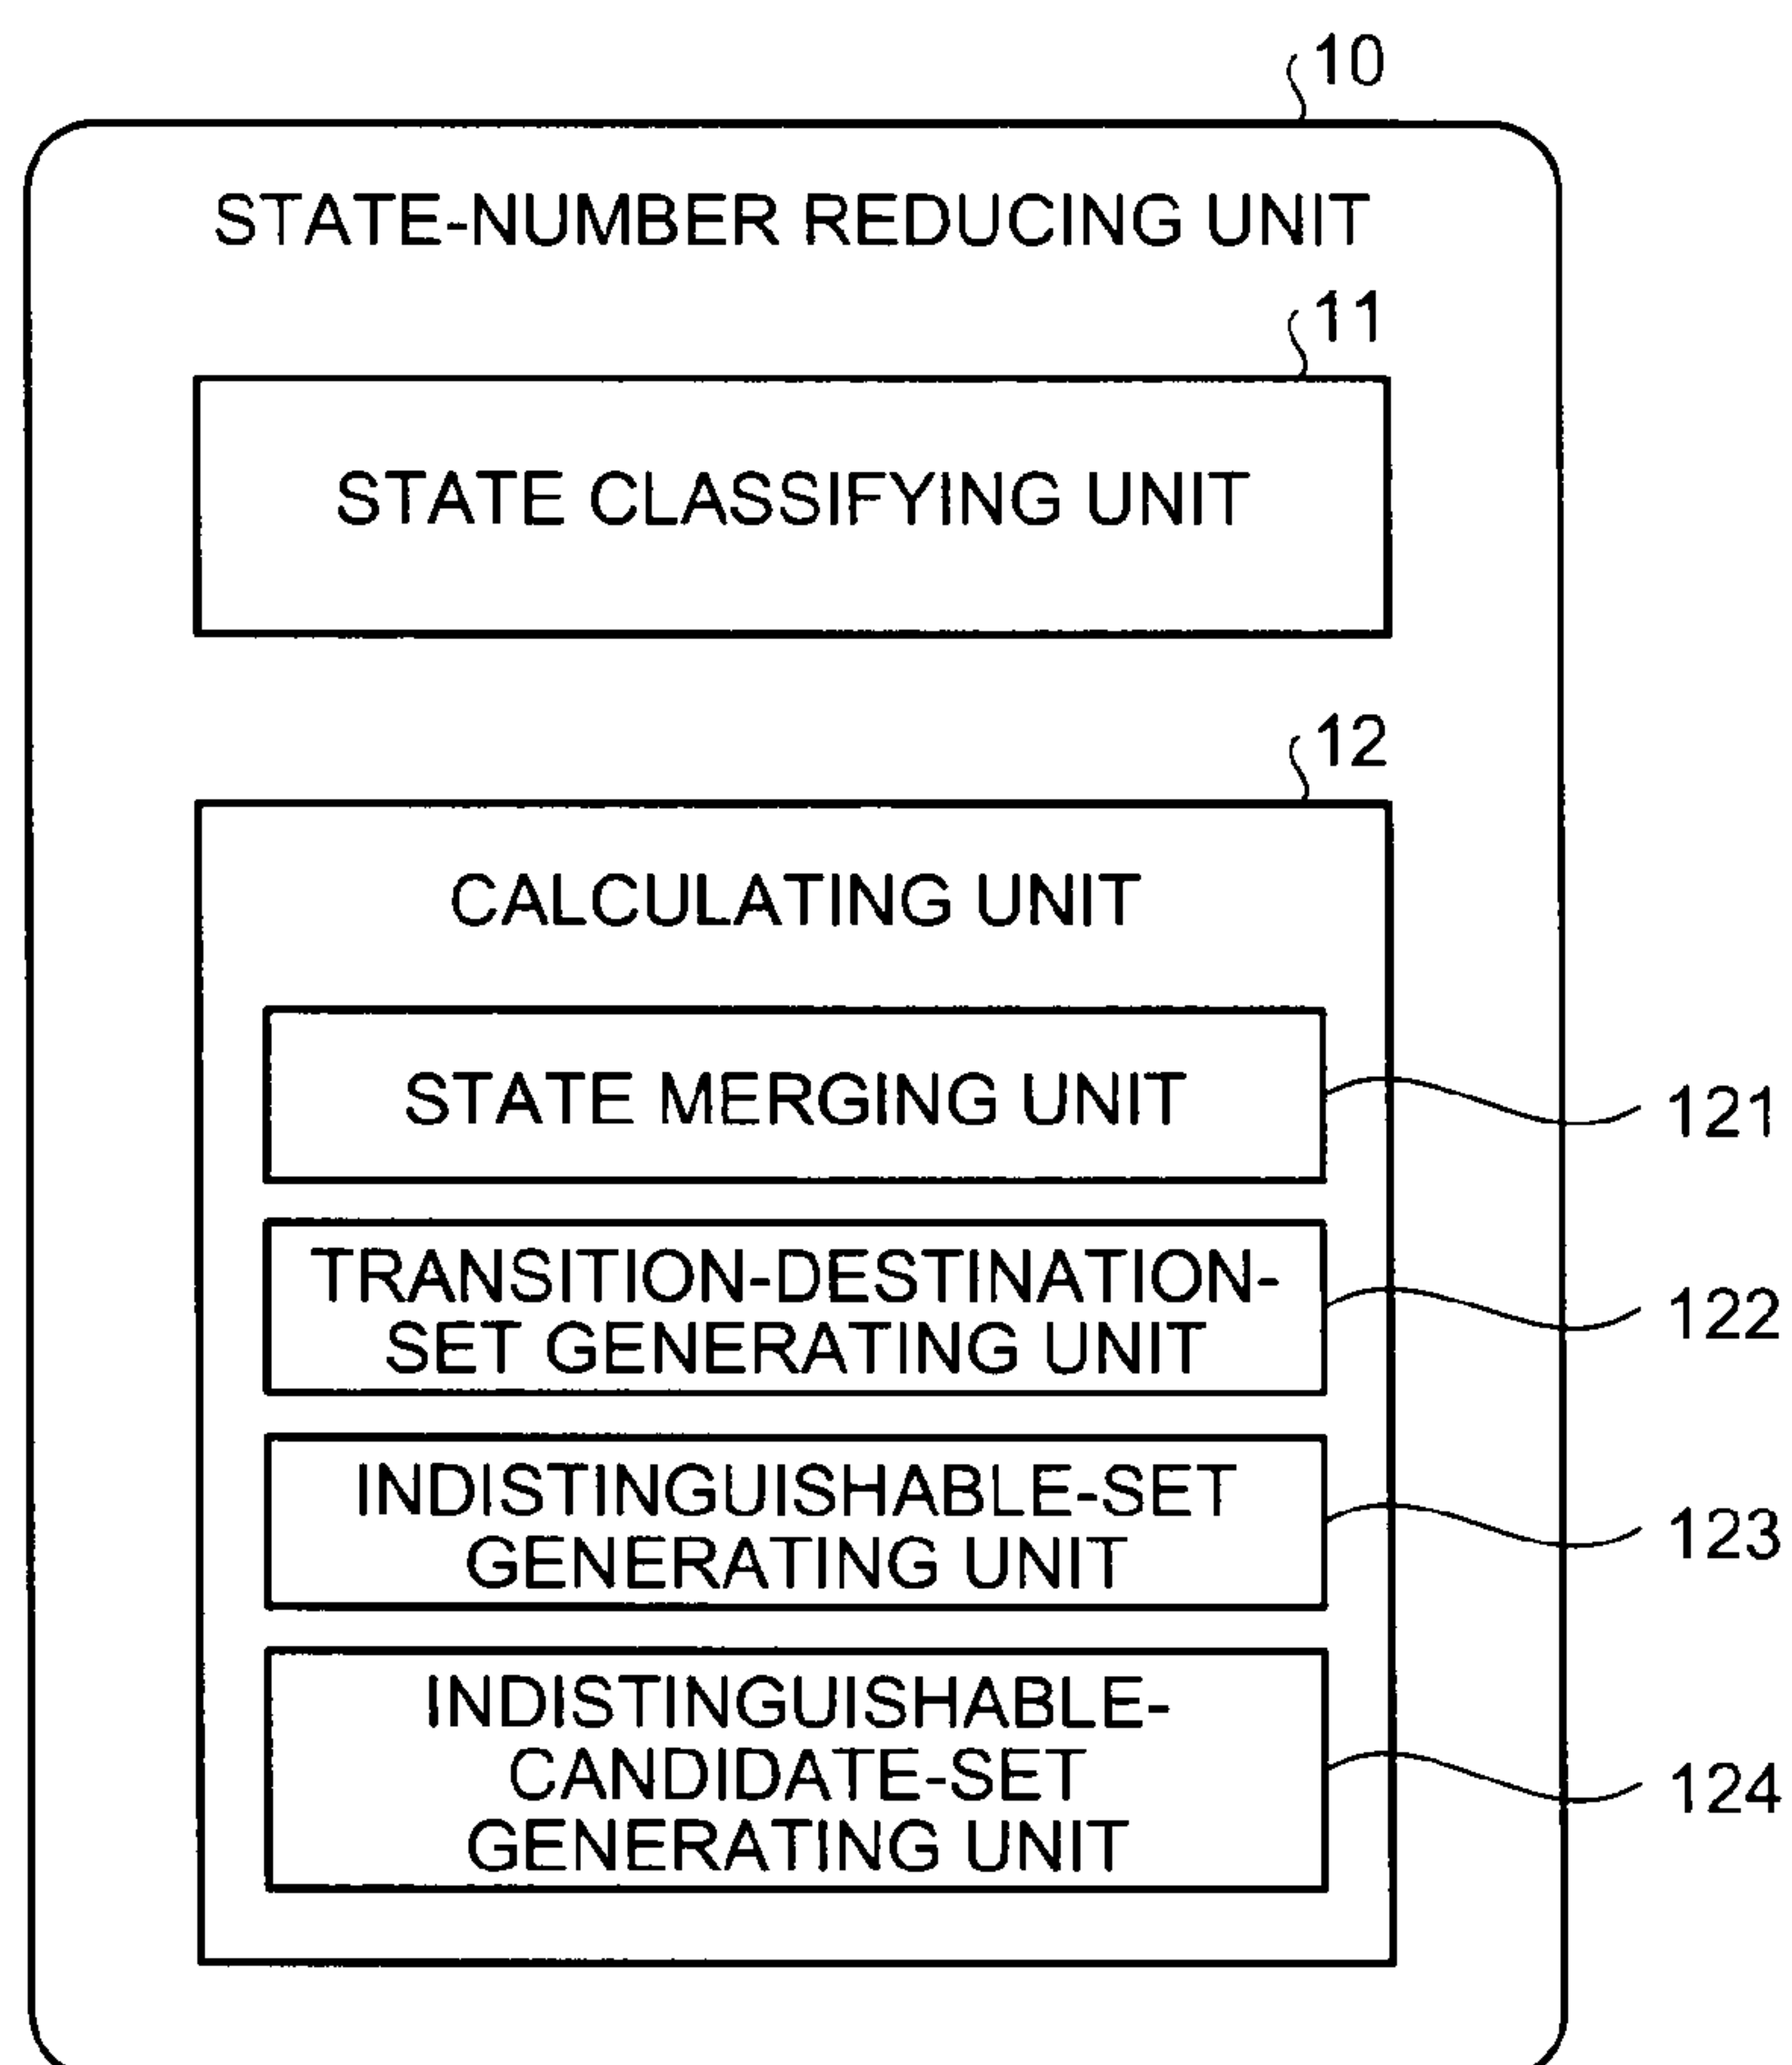 10
STATE-NUMBER REDUCING UNIT
11
STATE CLASSIFYING UNIT
12
CALCULATING UNIT
STATE MERGING UNIT
121
TRANSITION-DESTINATION-
SET GENERATING UNIT
122
INDISTINGUISHABLE-SET
GENERATING UNIT
123
INDISTINGUISHABLE-
CANDIDATE-SET
GENERATING UNIT
124